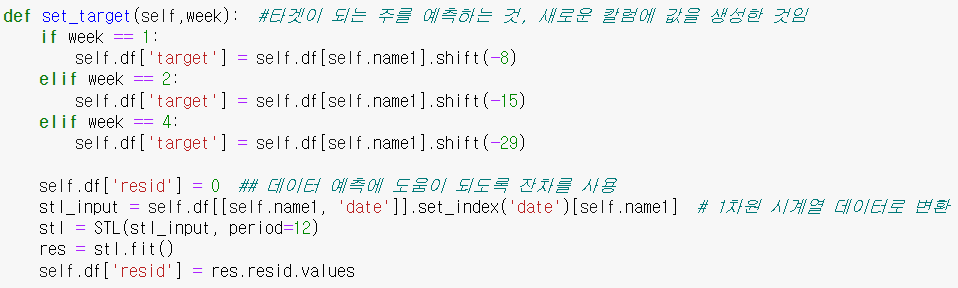 def set_target(self,week):  #타겟이 되는 주를 예측하는 것, 새로운 칼럼에 값을 생성한 것임
    if week == 1:
        self.df['target'] = self.df[self.name1].shift(-8)
    elif week == 2:
        self.df['target'] = self.df[self.name1].shift(-15)
    elif week == 4:
        self.df['target'] = self.df[self.name1].shift(-29)

    self.df['resid'] = 0  ## 데이터 예측에 도움이 되도록 잔차를 사용
    stl_input = self.df[[self.name1, 'date']].set_index('date')[self.name1]  # 1차원 시계열 데이터로 변환
    stl = STL(stl_input, period=12)
    res = stl.fit()
    self.df['resid'] = res.resid.values